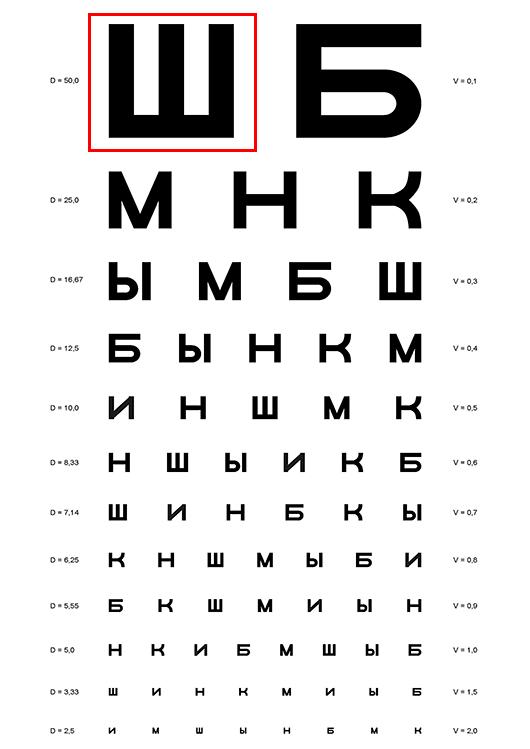 D = 50,0 Ш Б V = 0,1
D = 25,0 М Н К V = 0,2
D = 16,67 Ы М Б Ш V = 0,3
D = 12,5 Б Ы Н К М V = 0,4
D = 10,0 И Н Ш М К V = 0,5
D = 8,33 Н Ш Ы И К Б V = 0,6
D = 7,14 Ш И Н Б К Ы V = 0,7
D = 6,25 К Н Ш М Ы Б И V = 0,8
D = 5,55 Б К Ш М И Ы Н V = 0,9
D = 5,0 Н К И Б М Ш Ы Б V = 1,0
D = 3,33 Ш И Н К М И Ы Б V = 1,5
D = 2,5 И М Ш Ы Н Б М К V = 2,0